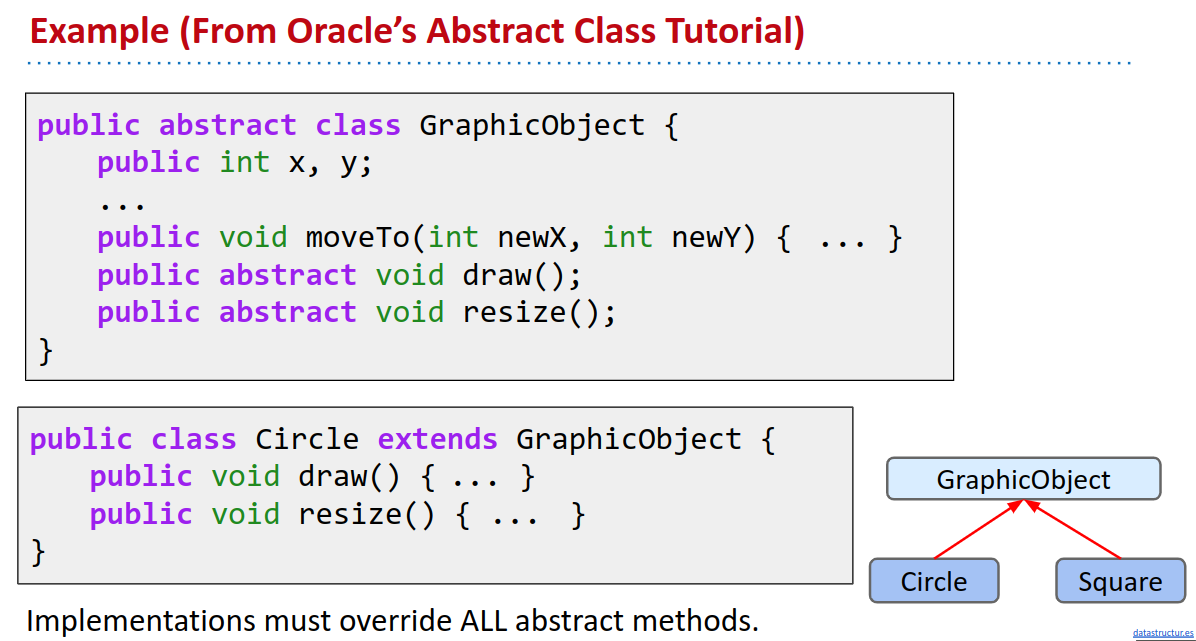 Example (From Oracle’s Abstract Class Tutorial)
public abstract class GraphicObject {
public int x, y;
...
public void moveTo(int newX, int newY) { ... }
public abstract void draw();
public abstract void resize();
}
public class Circle extends GraphicObject {
public void draw() { ... }
public void resize() { ... }
}
GraphicObject
Circle
Square
Implementations must override ALL abstract methods.
datastructur.es